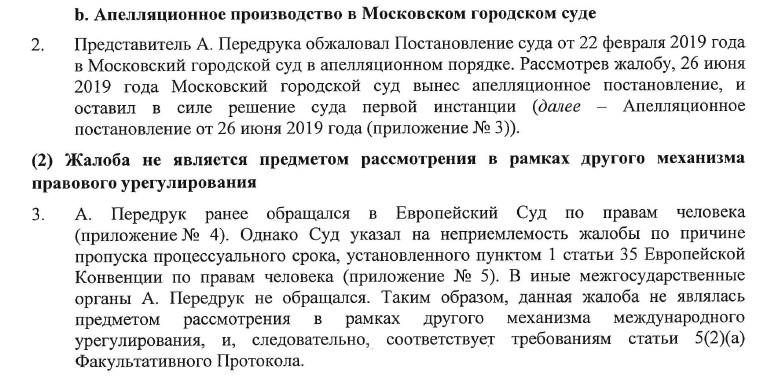 b. Апелляционное производство в Московском городском суде
2. Представитель А. Передрука обжаловал Постановление суда от 22 февраля 2019 года
в Московский городской суд в апелляционном порядке. Рассмотрев жалобу, 26 июня
2019 года Московский городской суд вынес апелляционное постановление, и
оставил в силе решение суда первой инстанции (далее – Апелляционное
постановление от 26 июня 2019 года (приложение № 3)).
(2) Жалоба не является предметом рассмотрения в рамках другого механизма
правового урегулирования
3. А. Передрук ранее обращался в Европейский Суд по правам человека
(приложение № 4). Однако Суд указал на неприемлемость жалобы по причине
пропуска процессуального срока, установленного пунктом 1 статьи 35 Европейской
Конвенции по правам человека (приложение № 5). В иные межгосударственные
органы А. Передрук не обращался. Таким образом, данная жалоба не являлась
предметом рассмотрения в рамках другого механизма международного
урегулирования, и, следовательно, соответствует требованиям статьи 5(2)(а)
Факультативного Протокола.